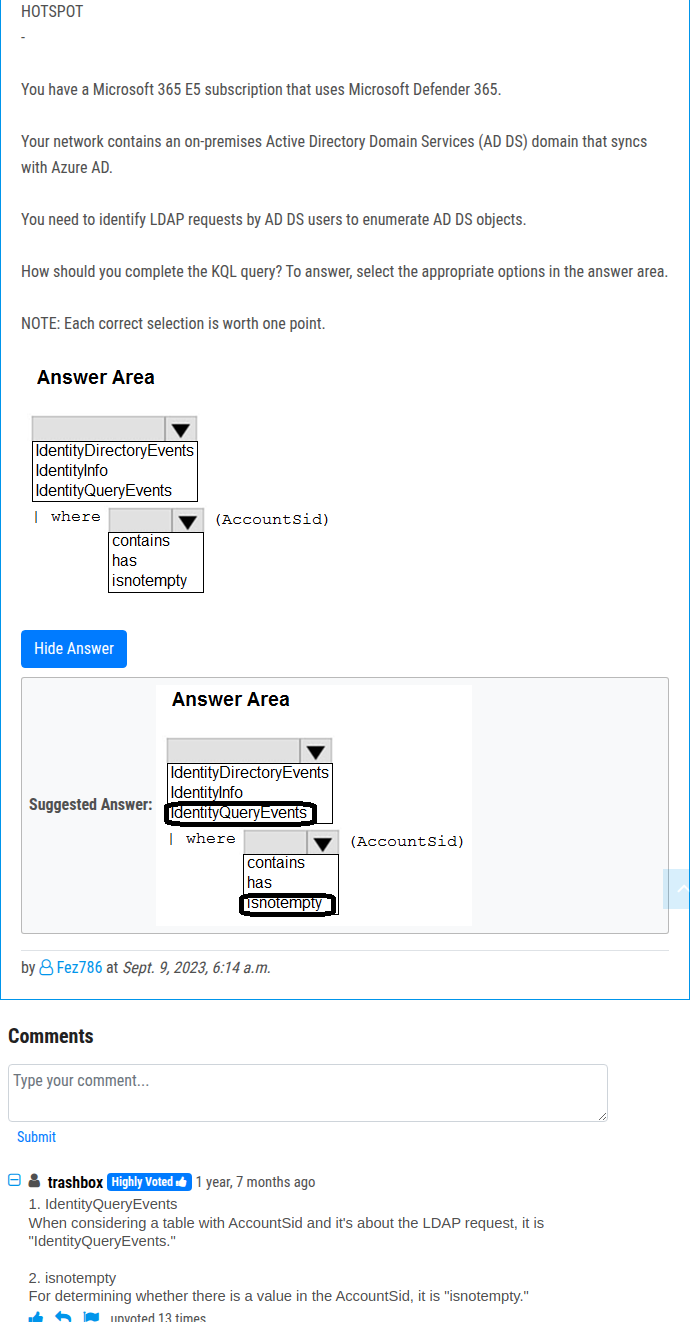 HOTSPOT
-
You have a Microsoft 365 E5 subscription that uses Microsoft Defender 365.
Your network contains an on-premises Active Directory Domain Services (AD DS) domain that syncs
with Azure AD.
You need to identify LDAP requests by AD DS users to enumerate AD DS objects.
How should you complete the KQL query? To answer, select the appropriate options in the answer area.
NOTE: Each correct selection is worth one point.
Answer Area
IdentityDirectoryEvents
IdentityInfo
IdentityQueryEvents
| where (AccountSid)
contains
has
isnotempty
Hide Answer
Suggested Answer:
Answer Area
IdentityDirectoryEvents
IdentityInfo
IdentityQueryEvents
| where (AccountSid)
contains
has
isnotempty
by Fez786 at Sept. 9, 2023, 6:14 a.m.
Comments
Type your comment...
Submit
trashbox Highly Voted 1 year, 7 months ago
1. IdentityQueryEvents
When considering a table with AccountSid and it's about the LDAP request, it is
"IdentityQueryEvents."
2. isnotempty
For determining whether there is a value in the AccountSid, it is "isnotempty."
upvoted 13 times